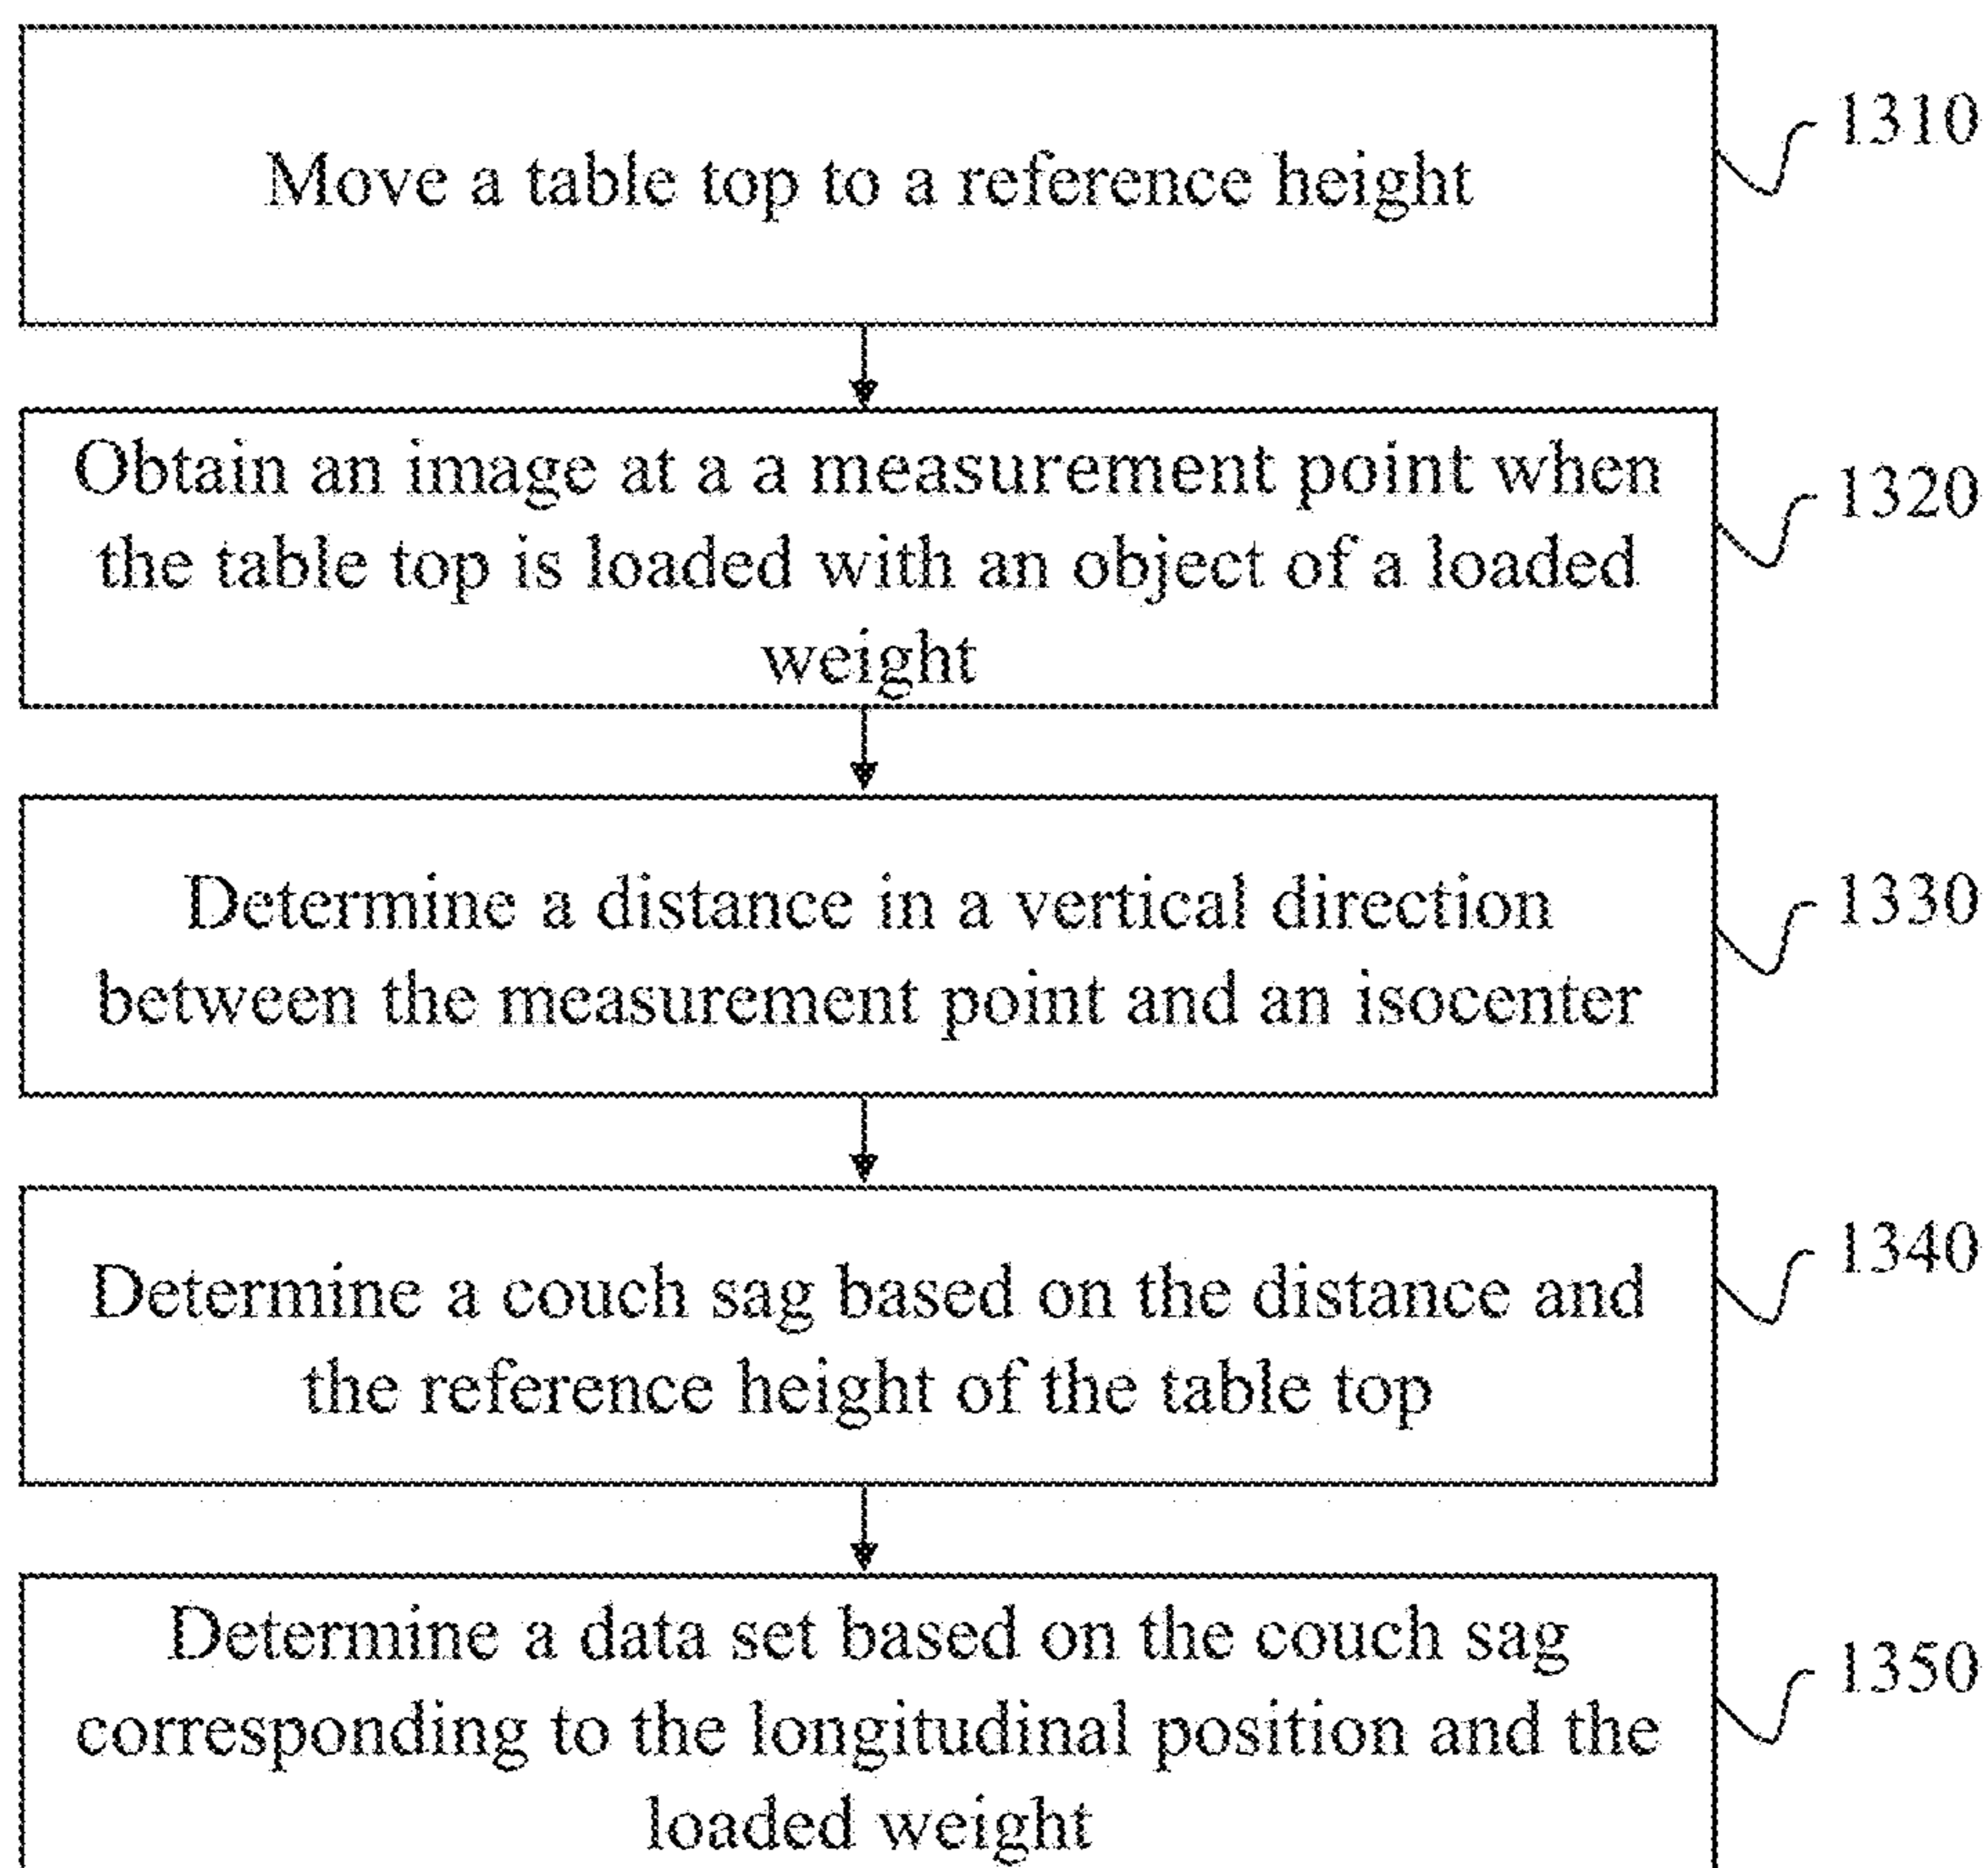 Move a table top to a reference height
1310
Obtain an image at a a measurement point when
the table top is loaded with an object of a loaded
weight
1320
Determine a distance in a vertical direction
between the measurement point and an isocenter
1330
Determine a couch sag based on the distance and
the reference height of the table top
1340
Determine a data set based on the couch sag
corresponding to the longitudinal position and the
loaded weight
1350